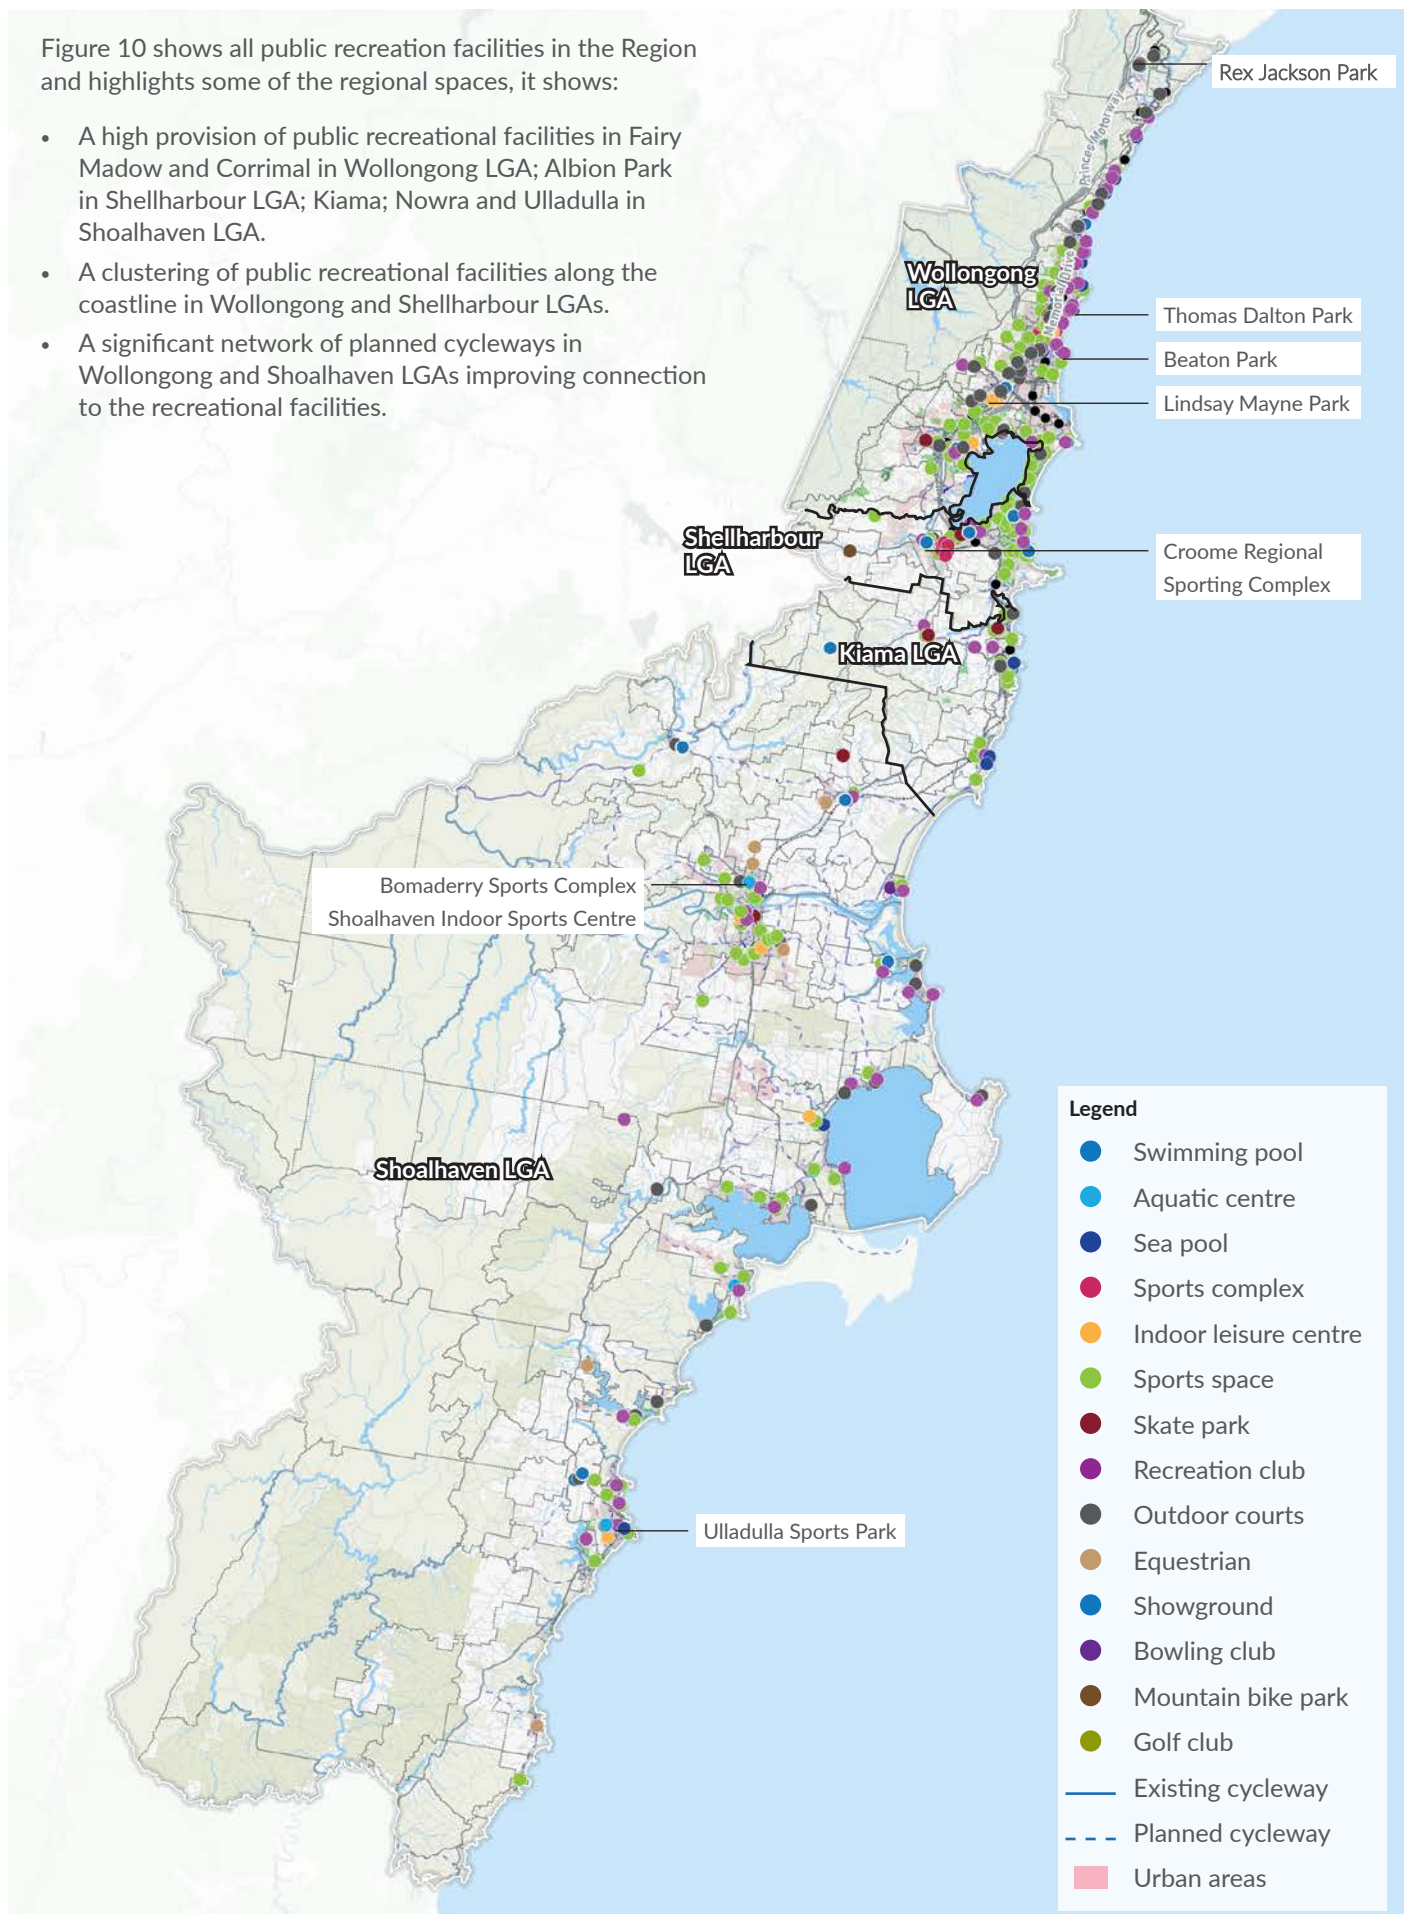 Figure 10 shows all public recreation facilities in the Region
and highlights some of the regional spaces, it shows:
• A high provision of public recreational facilities in Fairy
Madow and Corrimal in Wollongong LGA; Albion Park
in Shellharbour LGA; Kiama; Nowra and Ulladulla in
Shoalhaven LGA.
• A clustering of public recreational facilities along the
coastline in Wollongong and Shellharbour LGAs.
• A significant network of planned cycleways in
Wollongong and Shoalhaven LGAs improving connection
to the recreational facilities.
Rex Jackson Park
Princes Motorway
Wollongong
LGA
Memorial Drive
Thomas Dalton Park
Beaton Park
Lindsay Mayne Park
Shellharbour
LGA
Croome Regional
Sporting Complex
Kiama LGA
Bomaderry Sports Complex
Shoalhaven Indoor Sports Centre
Shoalhaven LGA
Ulladulla Sports Park
Legend
Swimming pool
Aquatic centre
Sea pool
Sports complex
Indoor leisure centre
Sports space
Skate park
Recreation club
Outdoor courts
Equestrian
Showground
Bowling club
Mountain bike park
Golf club
Existing cycleway
Planned cycleway
Urban areas